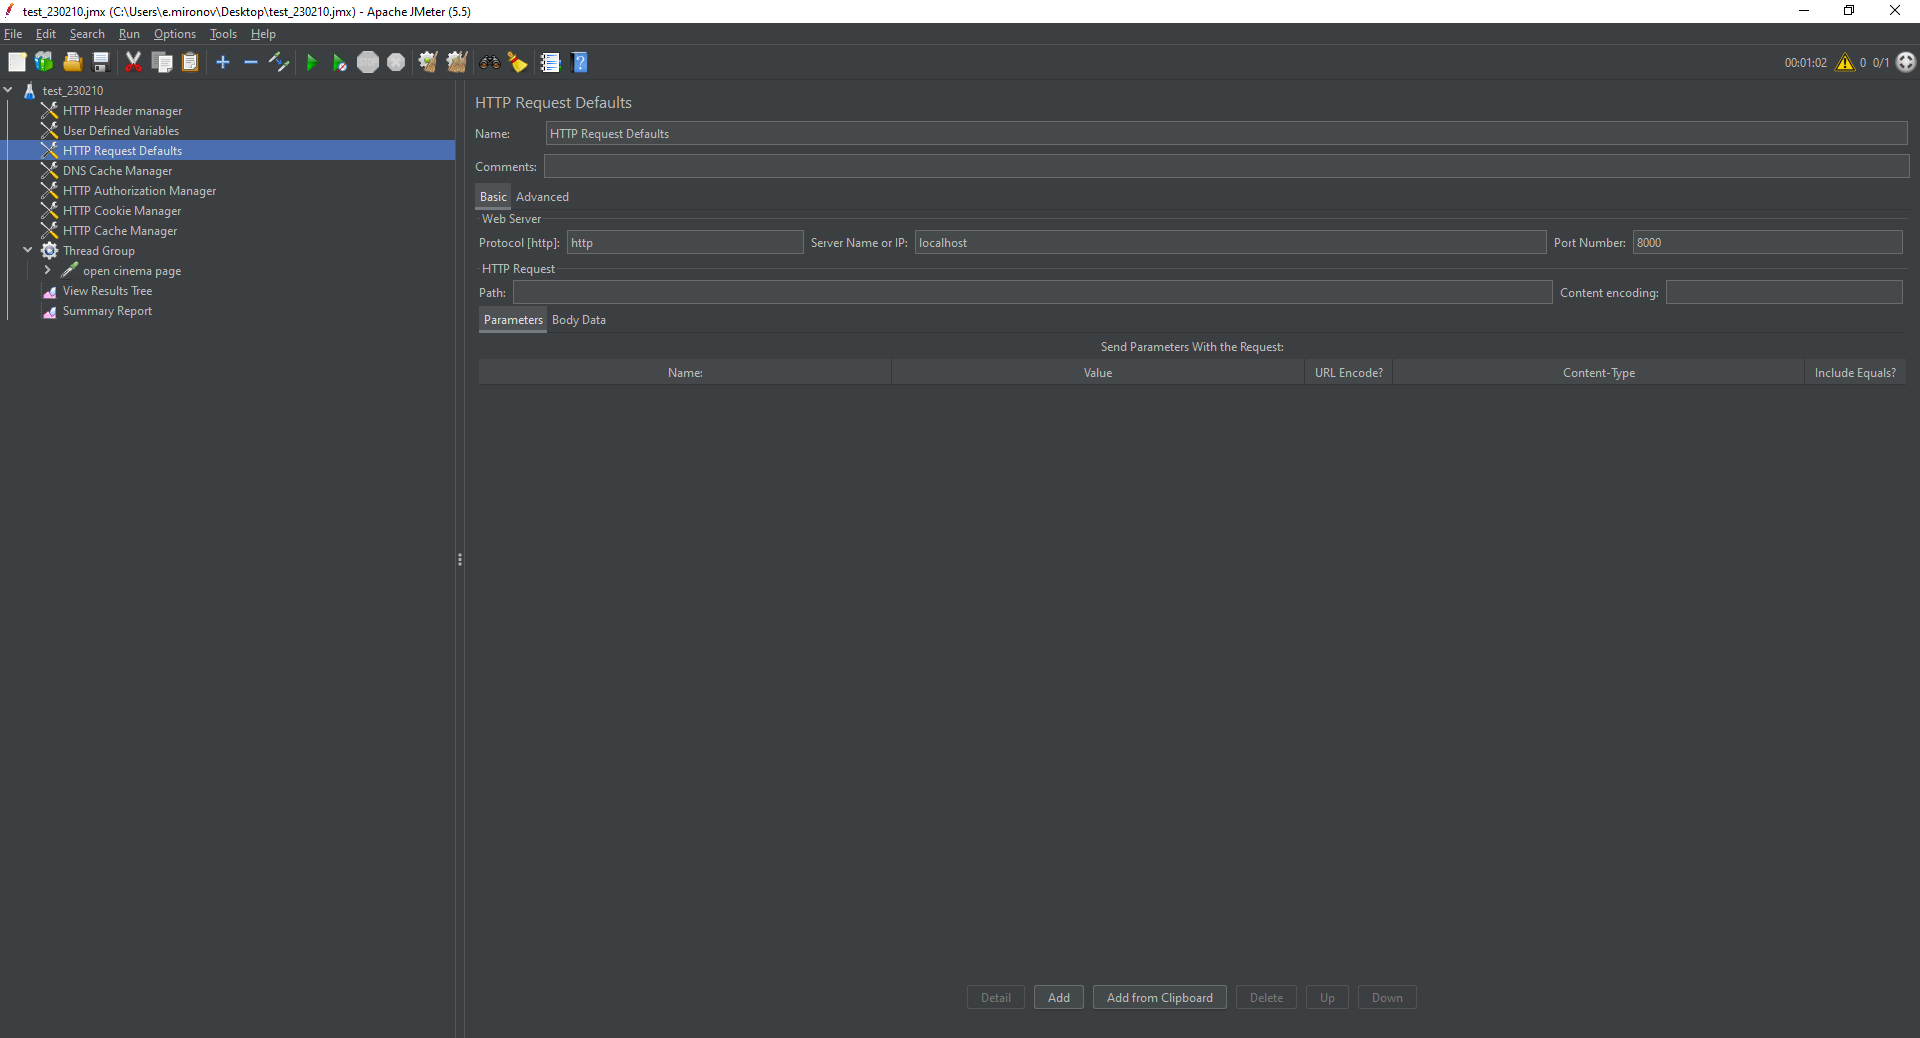 test_230210.jmx (C:\Users\e.mironov\Desktop\test_230210.jmx) - Apache JMeter (5.5)
File Edit Search Run Options Tools Help
STOP 00:01:02 0 0/1
test_230210
HTTP Header manager
User Defined Variables
HTTP Request Defaults
DNS Cache Manager
HTTP Authorization Manager
HTTP Cookie Manager
HTTP Cache Manager
Thread Group
open cinema page
View Results Tree
Summary Report
HTTP Request Defaults
Name: HTTP Request Defaults
Comments:
Basic Advanced
Web Server
Protocol [http]: http Server Name or IP: localhost Port Number: 8000
HTTP Request
Path: Content encoding:
Parameters Body Data
Send Parameters With the Request:
Name: Value URL Encode? Content-Type Include Equals?
Detail Add Add from Clipboard Delete Up Down